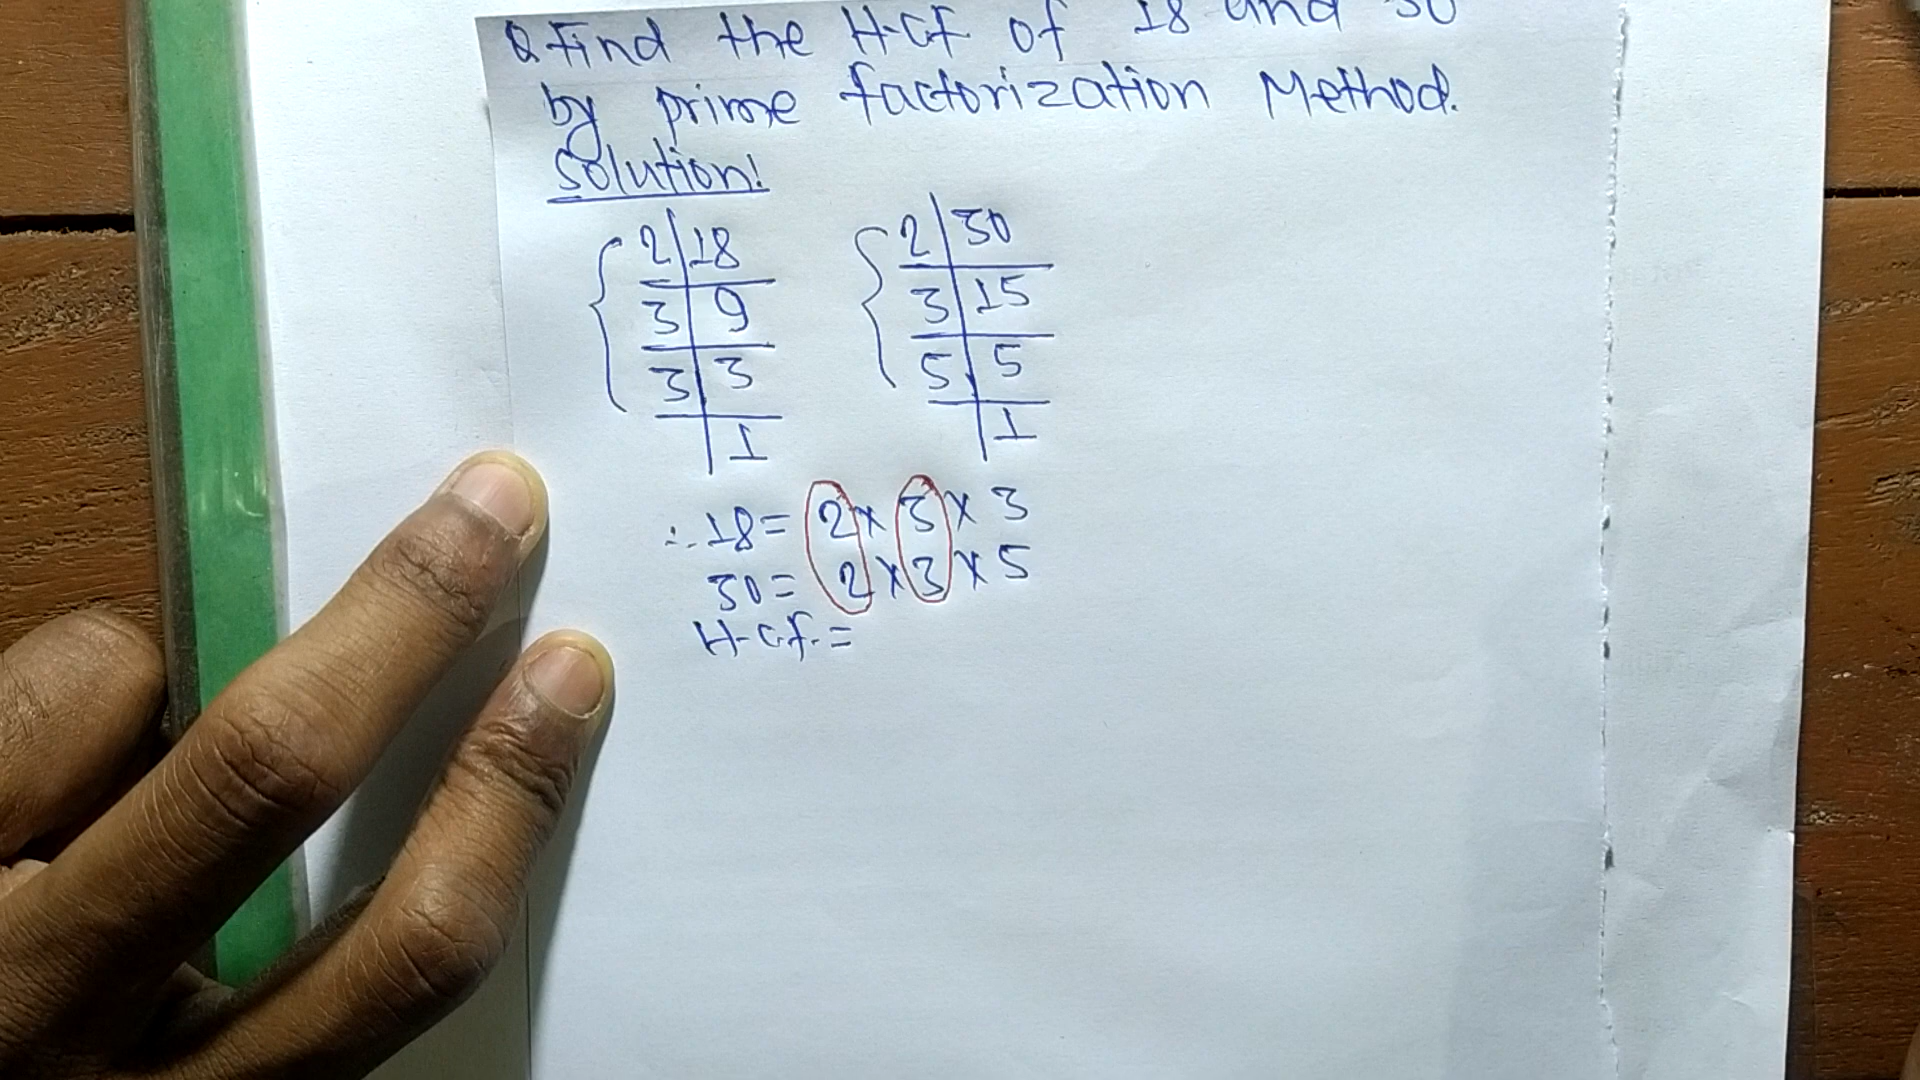 Q Find the H.C.F of 18 and 30
by prime factorization Method.
Solution!
2 18
3 9
3 3
1
2 30
3 15
5 5
1
∴ 18 = 2 × 3 × 3
30 = 2 × 3 × 5
H.C.f. =